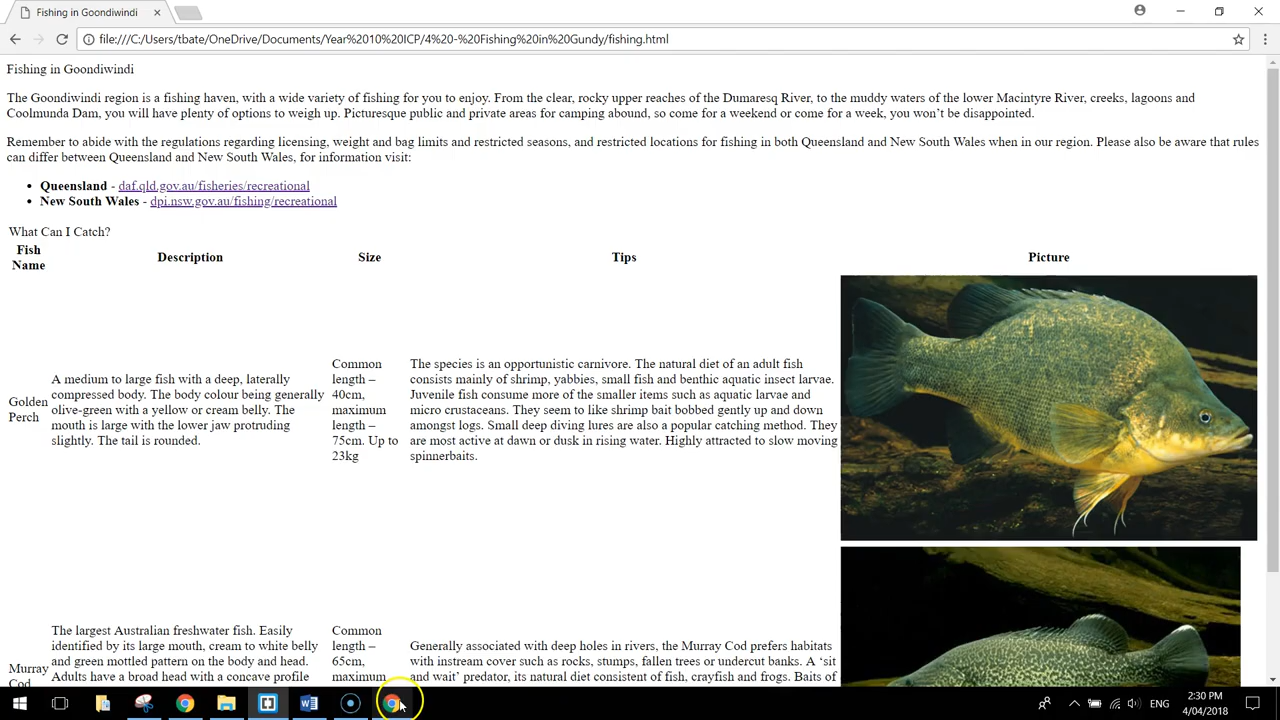 Fishing in Goondiwindi
file:///C:/Users/tbate/OneDrive/Documents/Year%2010%20ICP/4%20-%20Fishing%20in%20Gundy/fishing.html
Fishing in Goondiwindi
The Goondiwindi region is a fishing haven, with a wide variety of fishing for you to enjoy. From the clear, rocky upper reaches of the Dumaresq River, to the muddy waters of the lower Macintyre River, creeks, lagoons and
Coolmunda Dam, you will have plenty of options to weigh up. Picturesque public and private areas for camping abound, so come for a weekend or come for a week, you won't be disappointed.
Remember to abide with the regulations regarding licensing, weight and bag limits and restricted seasons, and restricted locations for fishing in both Queensland and New South Wales when in our region. Please also be aware that rules
can differ between Queensland and New South Wales, for information visit:
• Queensland - daf.qld.gov.au/fisheries/recreational
• New South Wales - dpi.nsw.gov.au/fishing/recreational
What Can I Catch?
Fish
Name
Description
Size
Tips
Picture
Golden
Perch
A medium to large fish with a deep, laterally
compressed body. The body colour being generally
olive-green with a yellow or cream belly. The
mouth is large with the lower jaw protruding
slightly. The tail is rounded.
Common
length –
40cm,
maximum
length –
75cm. Up to
23kg
The species is an opportunistic carnivore. The natural diet of an adult fish
consists mainly of shrimp, yabbies, small fish and benthic aquatic insect larvae.
Juvenile fish consume more of the smaller items such as aquatic larvae and
micro crustaceans. They seem to like shrimp bait bobbed gently up and down
amongst logs. Small deep diving lures are also a popular catching method. They
are most active at dawn or dusk in rising water. Highly attracted to slow moving
spinnerbaits.
Murray
Cod
The largest Australian freshwater fish. Easily
identified by its large mouth, cream to white belly
and green mottled pattern on the body and head.
Adults have a broad head with a concave profile
Common
length –
65cm,
maximum
Generally associated with deep holes in rivers, the Murray Cod prefers habitats
with instream cover such as rocks, stumps, fallen trees or undercut banks. A ‘sit
and wait’ predator, its natural diet consistent of fish, crayfish and frogs. Baits of
ENG
2:30 PM
4/04/2018